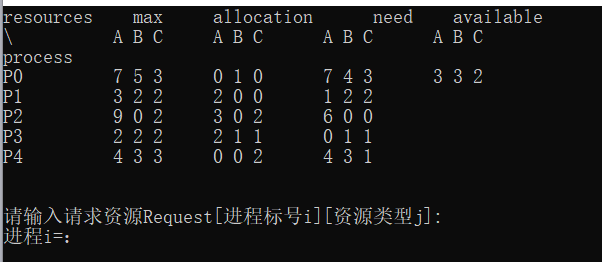 resources max allocation need available
\ A B C A B C A B C A B C
process
P0 7 5 3 0 1 0 7 4 3 3 3 2
P1 3 2 2 2 0 0 1 2 2
P2 9 0 2 3 0 2 6 0 0
P3 2 2 2 2 1 1 0 1 1
P4 4 3 3 0 0 2 4 3 1
请输入请求资源Request[进程标号i][资源类型j]:
进程i=: